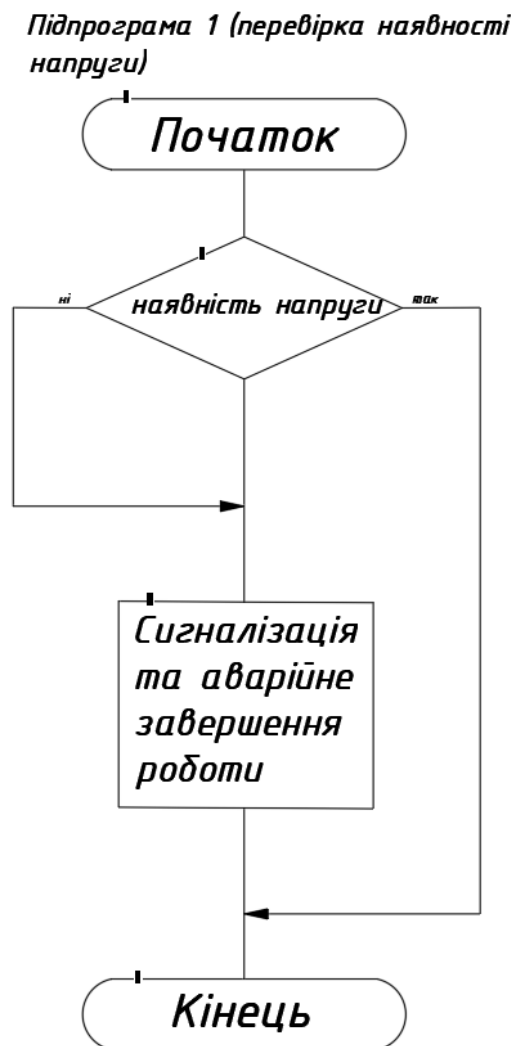 Підпрограма 1 (перевірка наявності
напруги)
Початок
ні
наявність напруги
так
Сигналізація
та аварійне
завершення
роботи
Кінець